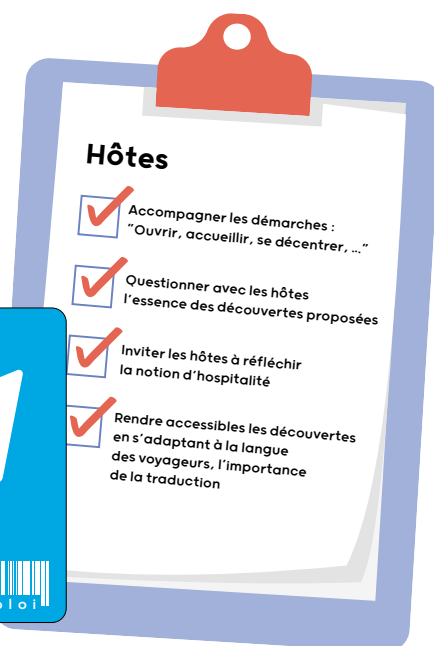 Hôtes
Accompagner les démarches :
"Ouvrir, accueillir, se décentrer, ..."
Questionner avec les hôtes
l'essence des découvertes proposées
Inviter les hôtes à réfléchir
la notion d'hospitalité
Rendre accessibles les découvertes
en s'adaptant à la langue
des voyageurs, l'importance
de la traduction